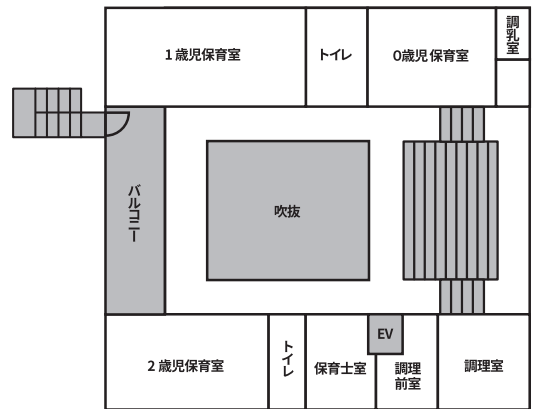 1歳児保育室
トイレ
0歳児保育室
調乳室
バルコニー
吹抜
2歳児保育室
トイレ
保育士室
EV
調理
前室
調理室